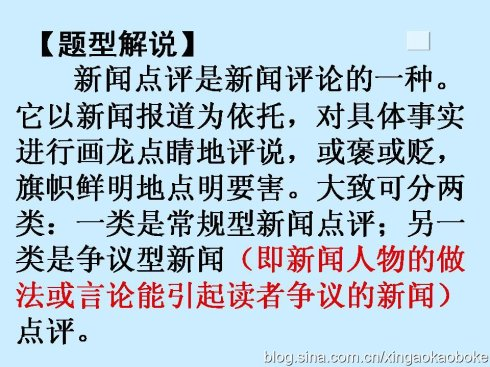 【题型解说】
新闻点评是新闻评论的一种。
它以新闻报道为依托，对具体事实
进行画龙点睛地评说，或褒或贬，
旗帜鲜明地点明要害。大致可分两
类：一类是常规型新闻点评；另一
类是争议型新闻（即新闻人物的做
法或言论能引起读者争议的新闻）
点评。
blog.sina.com.cn/xingaokaoboke